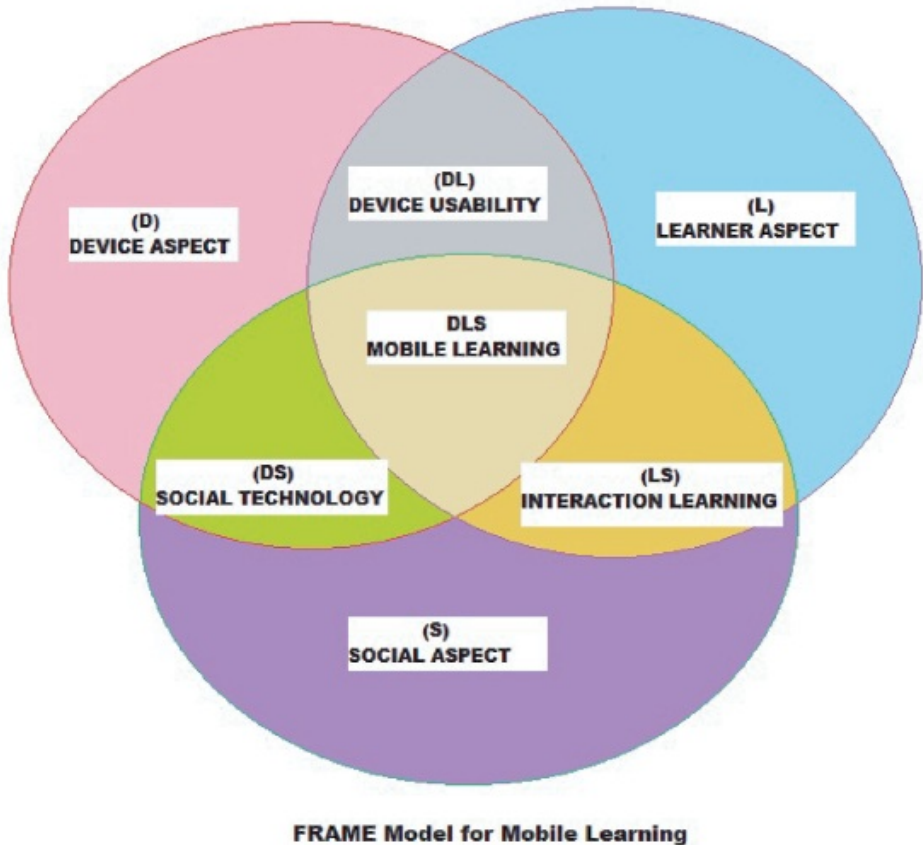 (DL)
DEVICE USABILITY
(D)
DEVICE ASPECT
(L)
LEARNER ASPECT
DLS
MOBILE LEARNING
(DS)
SOCIAL TECHNOLOGY
(LS)
INTERACTION LEARNING
(S)
SOCIAL ASPECT
FRAME Model for Mobile Learning